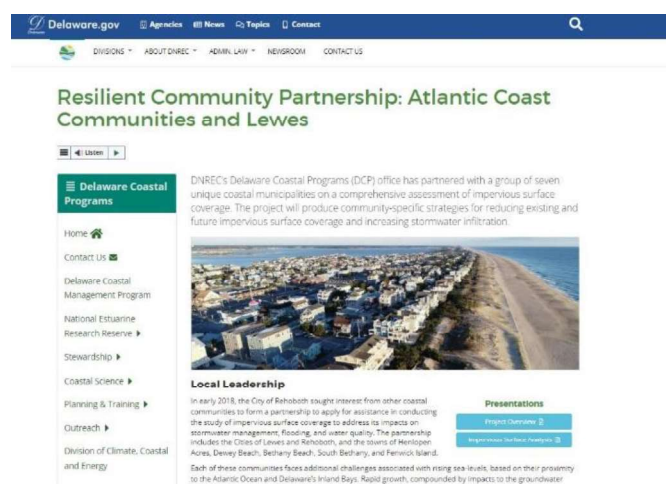 Delaware.gov Agencies News Topics Contact
DIVISIONS ABOUT DNREC ADMIN. LAW NEWSROOM CONTACT US
Resilient Community Partnership: Atlantic Coast
Communities and Lewes
Listen
Delaware Coastal
Programs
Home
Contact Us
Delaware Coastal
Management Program
National Estuarine
Research Reserve
Stewardship
Coastal Science
Planning & Training
Outreach
Division of Climate, Coastal
and Energy
DNREC's Delaware Coastal Programs (DCP) office has partnered with a group of seven
unique coastal municipalities on a comprehensive assessment of impervious surface
coverage. The project will produce community-specific strategies for reducing existing and
future impervious surface coverage and increasing stormwater infiltration.
Local Leadership
In early 2018, the City of Rehoboth sought interest from other coastal
communities to form a partnership to apply for assistance in conducting
the study of impervious surface coverage to address its impacts on
stormwater management, flooding, and water quality. The partnership
includes the Cities of Lewes and Rehoboth, and the towns of Henlopen
Acres, Dewey Beach, Bethany Beach, South Bethany, and Fenwick Island.
Presentations
Project Overview
Each of these communities faces additional challenges associated with rising sea-levels, based on their proximity
to the Atlantic Ocean and Delaware's Inland Bays. Rapid growth, compounded by impacts to the groundwater